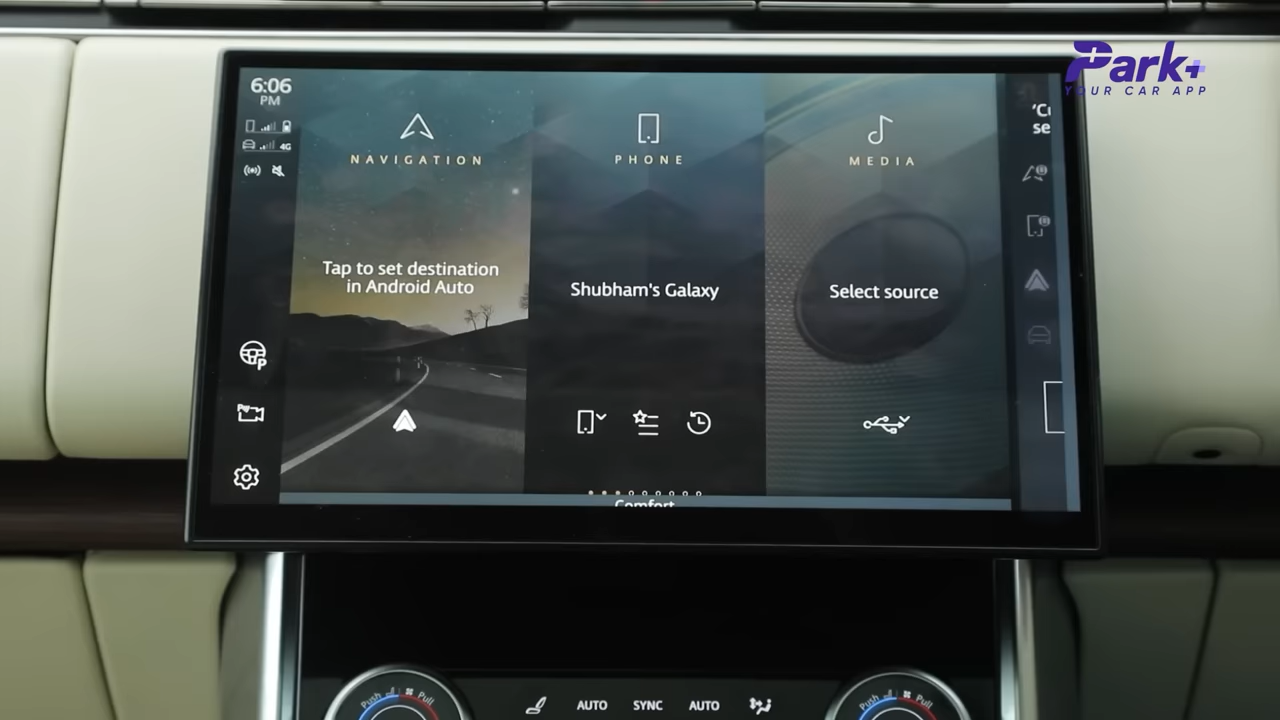 Park+
YOUR CAR APP
6:06
PM
4G
NAVIGATION
PHONE
MEDIA
'C
se
Tap to set destination
in Android Auto
Shubham's Galaxy
Select source
P
Comfort
Push
Pull
AUTO
SYNC
AUTO
Push
Pull